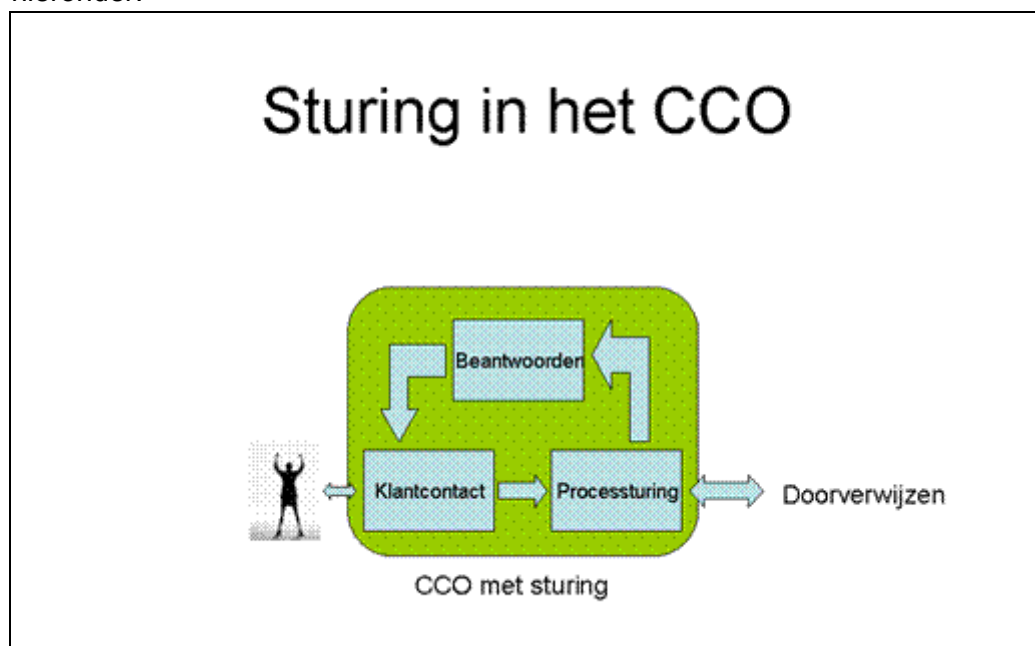 Sturing in het CCO
Beantwoorden
Klantcontact
Processturing
Doorverwijzen
CCO met sturing